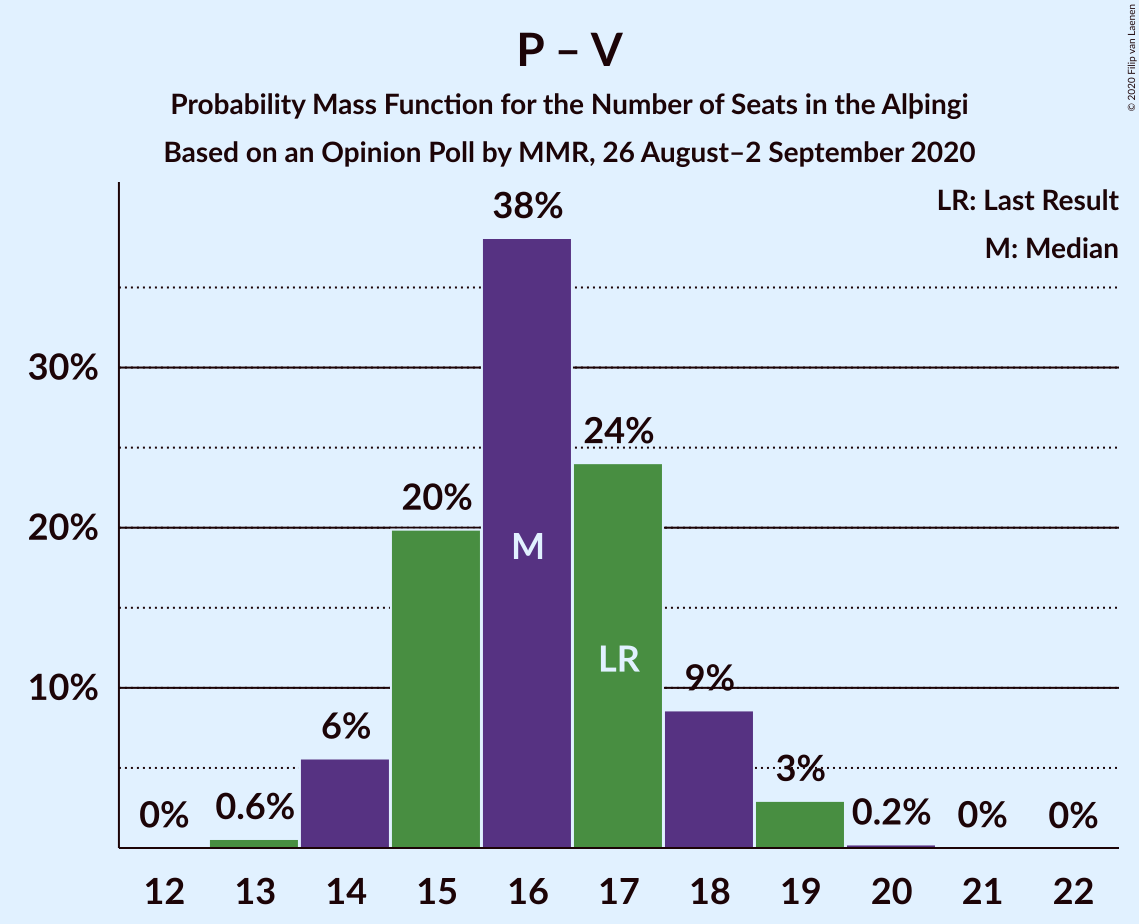 P – V
Probability Mass Function for the Number of Seats in the Alþingi
Based on an Opinion Poll by MMR, 26 August–2 September 2020
© 2020 Filip van Laenen
LR: Last Result
M: Median
38%
30%
24%
20%
20%
M
LR
10%
9%
6%
3%
0%
0.6%
0.2%
0%
0%
12 13 14 15 16 17 18 19 20 21 22